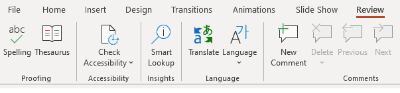 File Home Insert Design Transitions Animations Slide Show Review
abc
Spelling Thesaurus Check Accessibility Smart Lookup Translate Language New Comment Delete Previous Next
Proofing Accessibility Insights Language Comments